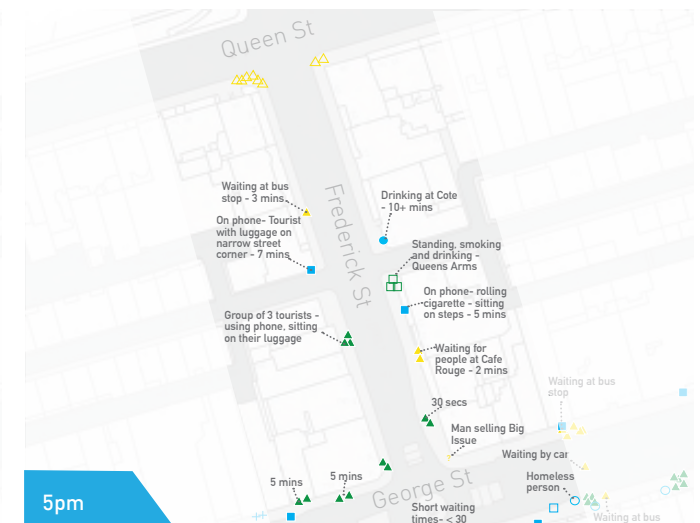 Queen St
Waiting at bus
stop - 3 mins
Drinking at Cote
- 10+ mins
On phone- Tourist
with luggage on
narrow street
corner - 7 mins
Frederick St
Standing, smoking
and drinking -
Queens Arms
On phone- rolling
cigarette - sitting
on steps - 5 mins
Group of 3 tourists -
using phone, sitting
on their luggage
Waiting for
people at Cafe
Rouge - 2 mins
Waiting at bus
stop
30 secs
Man selling Big
Issue
Waiting by car
5 mins
5 mins
George St
Homeless
person
Short waiting
times- < 30
Waiting at bus
5pm